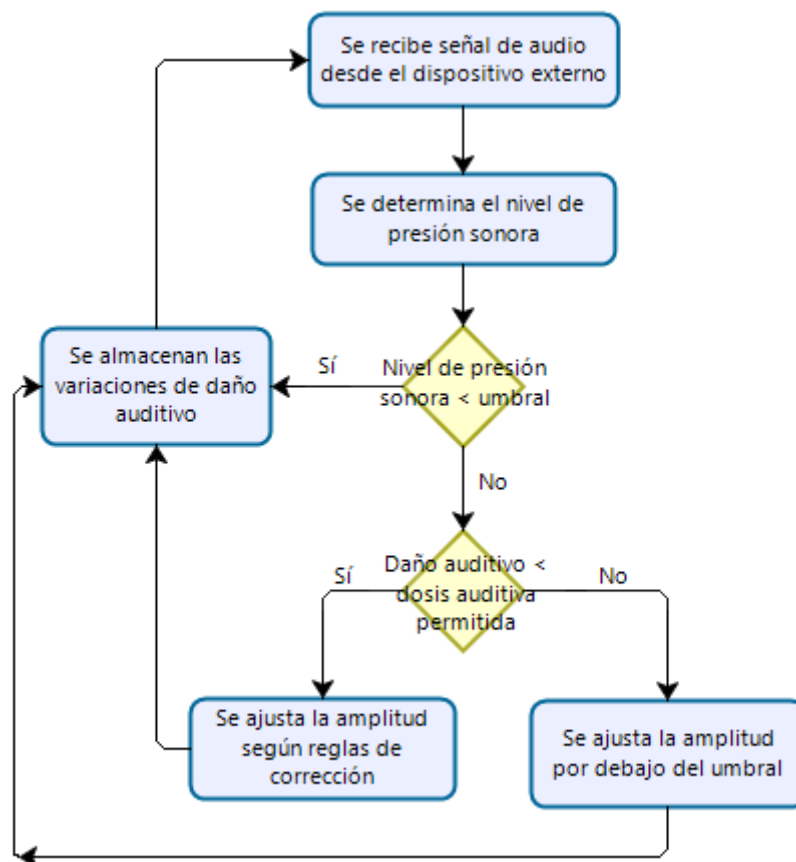 Se recibe señal de audio
desde el dispositivo externo
Se determina el nivel de
presión sonora
Se almacenan las
variaciones de daño
auditivo
Sí
Nivel de presión
sonora < umbral
No
Sí
Daño auditivo <
dosis auditiva
permitida
No
Se ajusta la amplitud
según reglas de
corrección
Se ajusta la amplitud
por debajo del umbral